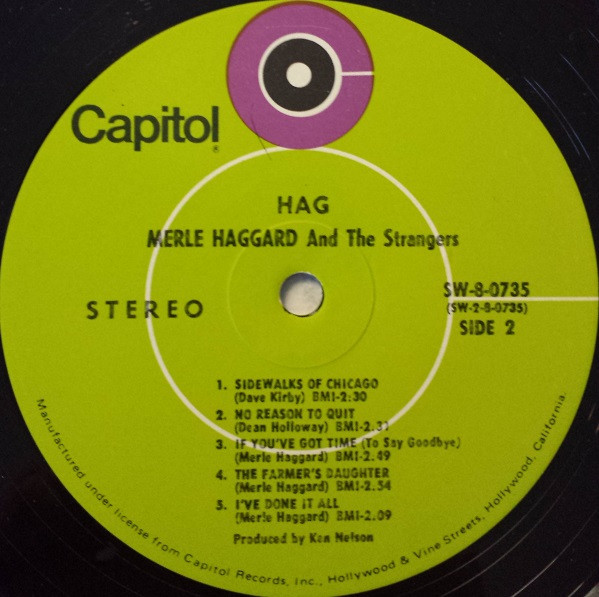 Capitol®
HAG
MERLE HAGGARD And The Strangers
STEREO
SW-8-0735
(SW-2-8-0735)
SIDE 2
1. SIDEWALKS OF CHICAGO
(Dave Kirby) BMI-2:30
2. NO REASON TO QUIT
(Dean Holloway) BMI-2.31
3. IF YOU'VE GOT TIME (To Say Goodbye)
(Merle Haggard) BMI-2.49
4. THE FARMER'S DAUGHTER
(Merle Haggard) BMI-2.54
5. I'VE DONE IT ALL
(Merle Haggard) BMI-2.09
Produced by Ken Nelson
Manufactured under license from Capitol Records, Inc., Hollywood & Vine Streets, Hollywood, California.